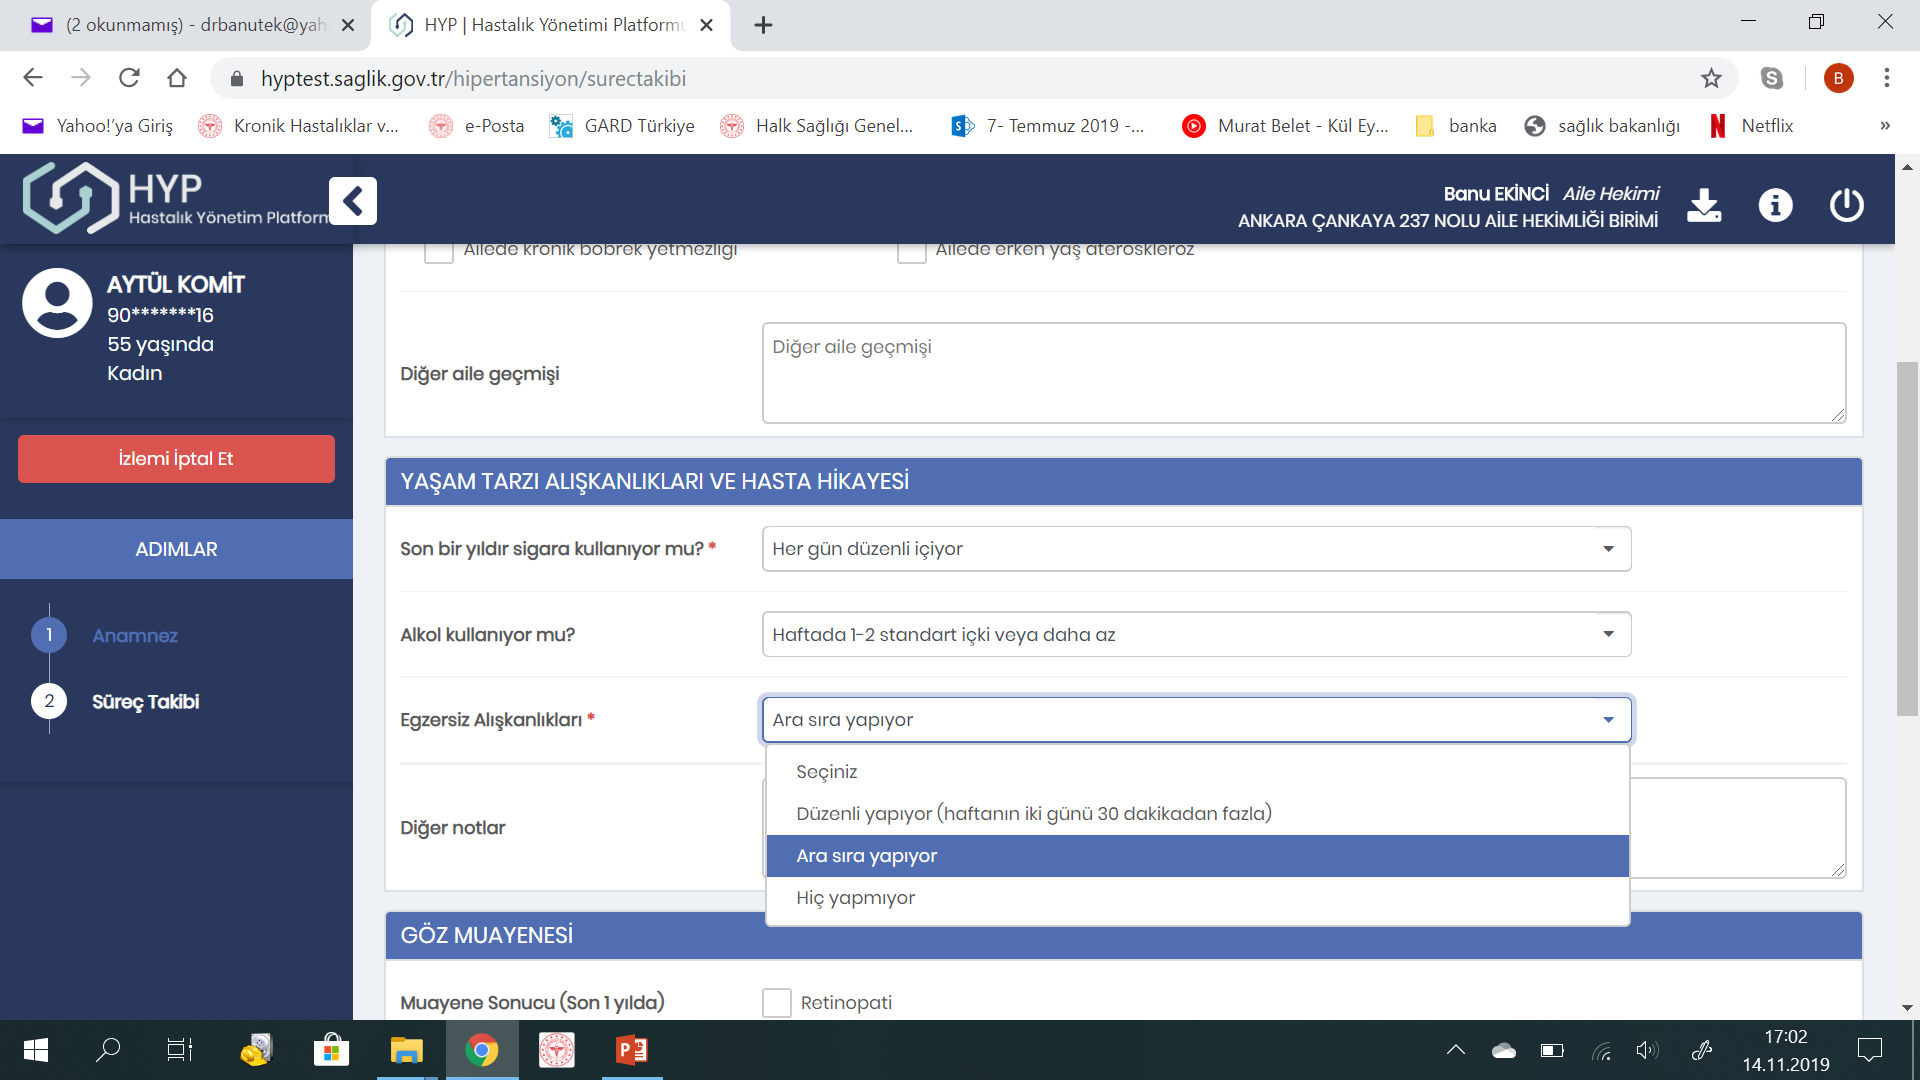 (2 okunmamış) - drbanutek@yah
HYP | Hastalık Yönetimi Platformu
hyptest.saglik.gov.tr/hipertansiyon/surectakibi
S
B
Yahoo!'ya Giriş
Kronik Hastalıklar v...
e-Posta
GARD Türkiye
Halk Sağlığı Genel...
7- Temmuz 2019 -...
Murat Belet - Kül Ey...
banka
sağlık bakanlığı
Netflix
HYP
Hastalık Yönetim Platform
Banu EKİNCİ Aile Hekimi
ANKARA ÇANKAYA 237 NOLU AİLE HEKİMLİĞİ BİRİMİ
AYTÜL KOMİT
90*******16
55 yaşında
Kadın
İzlemi İptal Et
ADIMLAR
1 Anamnez
2 Süreç Takibi
Ailede kronik böbrek yetmezliği
Ailede erken yaş ateroskleroz
Diğer aile geçmişi
Diğer aile geçmişi
YAŞAM TARZI ALIŞKANLIKLARI VE HASTA HİKAYESİ
Son bir yıldır sigara kullanıyor mu? *
Her gün düzenli içiyor
Alkol kullanıyor mu?
Haftada 1-2 standart içki veya daha az
Egzersiz Alışkanlıkları *
Ara sıra yapıyor
Seçiniz
Düzenli yapıyor (haftanın iki günü 30 dakikadan fazla)
Ara sıra yapıyor
Hiç yapmıyor
Diğer notlar
GÖZ MUAYENESİ
Muayene Sonucu (Son 1 yılda)
Retinopati
17:02
14.11.2019